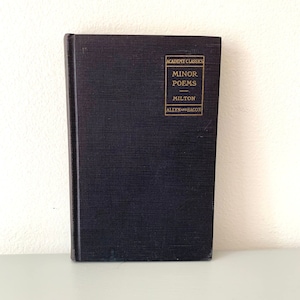 ACADEMY CLASSICS
MINOR
POEMS
MILTON
ALLYN AND BACON